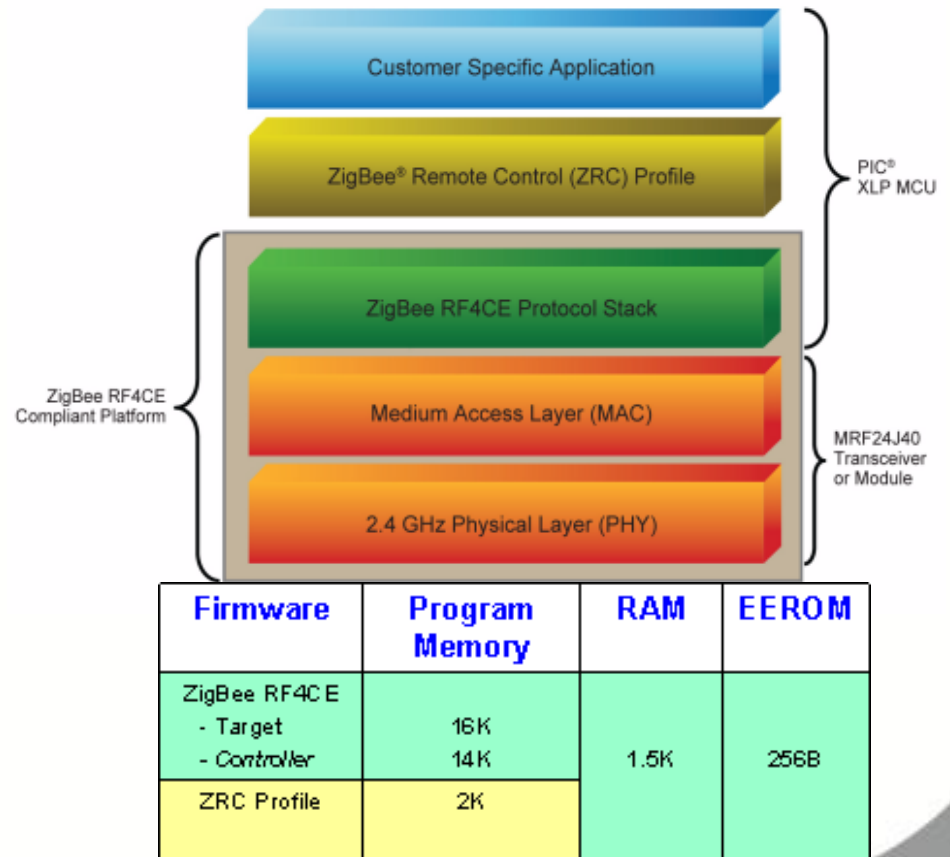 Customer Specific Application
ZigBee® Remote Control (ZRC) Profile
PIC®
XLP MCU
ZigBee RF4CE Protocol Stack
ZigBee RF4CE
Compliant Platform
Medium Access Layer (MAC)
MRF24J40
Transceiver
or Module
2.4 GHz Physical Layer (PHY)
Firmware Program Memory RAM EEROM
ZigBee RF4CE
- Target 16K
- Controller 14K 1.5K 256B
ZRC Profile 2K